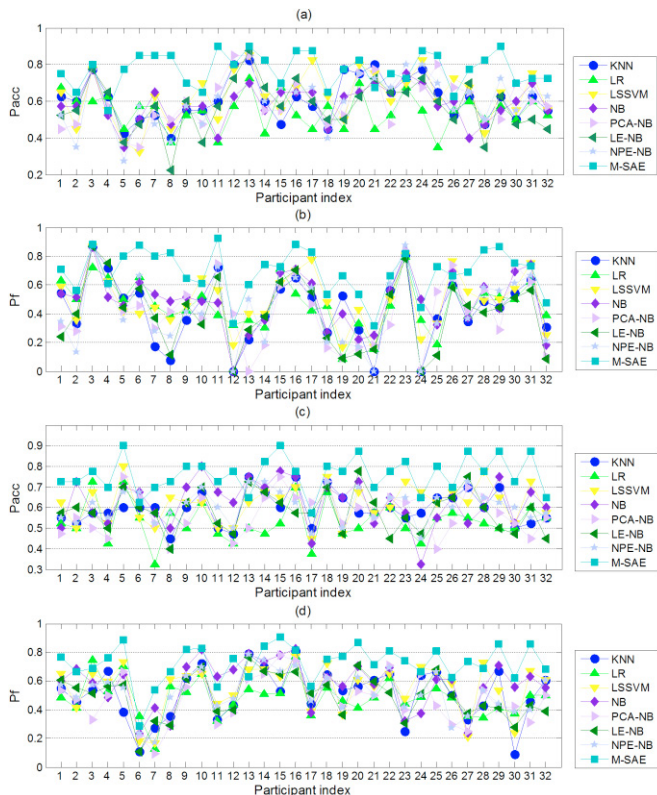 (a)
1
0.8
0.6
0.4
0.2
Pacc
1 2 3 4 5 6 7 8 9 10 11 12 13 14 15 16 17 18 19 20 21 22 23 24 25 26 27 28 29 30 31 32
Participant index
KNN
LR
LSSVM
NB
PCA-NB
LE-NB
NPE-NB
M-SAE
(b)
1
0.8
0.6
0.4
0.2
0
Pf
1 2 3 4 5 6 7 8 9 10 11 12 13 14 15 16 17 18 19 20 21 22 23 24 25 26 27 28 29 30 31 32
Participant index
KNN
LR
LSSVM
NB
PCA-NB
LE-NB
NPE-NB
M-SAE
(c)
0.9
0.8
0.7
0.6
0.5
0.4
0.3
Pacc
1 2 3 4 5 6 7 8 9 10 11 12 13 14 15 16 17 18 19 20 21 22 23 24 25 26 27 28 29 30 31 32
Participant index
KNN
LR
LSSVM
NB
PCA-NB
LE-NB
NPE-NB
M-SAE
(d)
1
0.8
0.6
0.4
0.2
0
Pf
1 2 3 4 5 6 7 8 9 10 11 12 13 14 15 16 17 18 19 20 21 22 23 24 25 26 27 28 29 30 31 32
Participant index
KNN
LR
LSSVM
NB
PCA-NB
LE-NB
NPE-NB
M-SAE